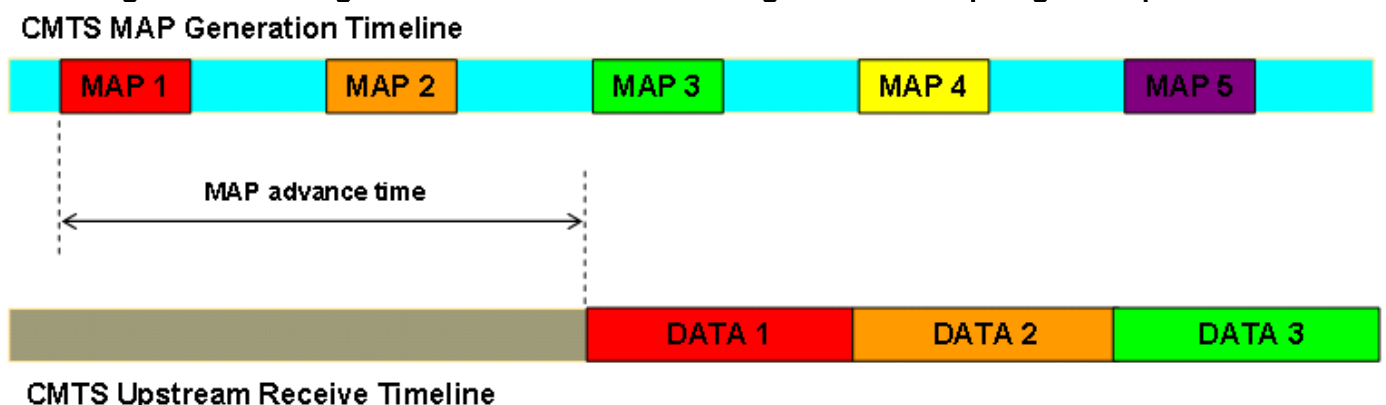 CMTS MAP Generation Timeline
MAP 1 MAP 2 MAP 3 MAP 4 MAP 5
MAP advance time
DATA 1 DATA 2 DATA 3
CMTS Upstream Receive Timeline